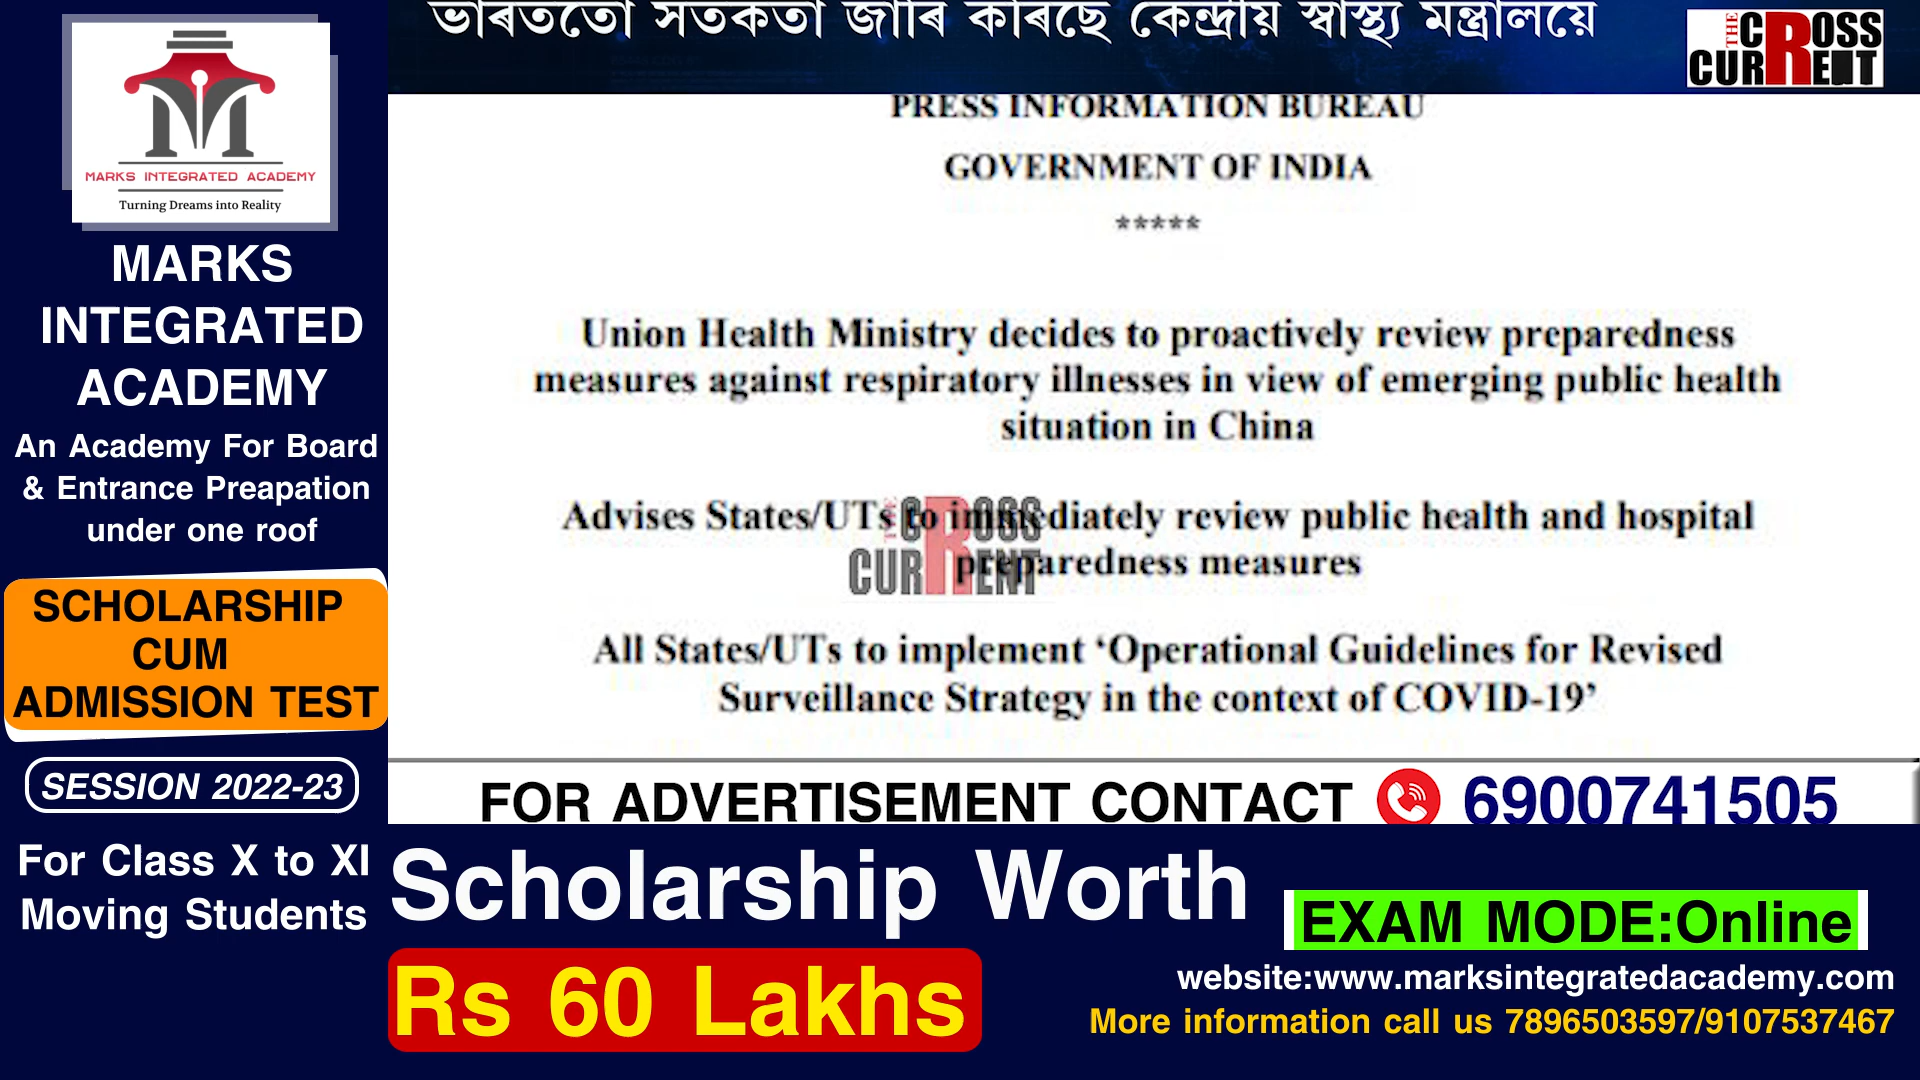 ভাৰততো সতৰ্কতা জাৰি কৰিছে কেন্দ্ৰীয় স্বাস্থ্য মন্ত্ৰালয়ে
THE CROSS
CURRENT
MARKS INTEGRATED ACADEMY
Turning Dreams into Reality
MARKS
INTEGRATED
ACADEMY
An Academy For Board
& Entrance Preapation
under one roof
SCHOLARSHIP
CUM
ADMISSION TEST
SESSION 2022-23
For Class X to XI
Moving Students
PRESS INFORMATION BUREAU
GOVERNMENT OF INDIA
*****
Union Health Ministry decides to proactively review preparedness
measures against respiratory illnesses in view of emerging public health
situation in China
Advises States/UTs to immediately review public health and hospital
preparedness measures
THE CROSS
CURRENT
All States/UTs to implement ‘Operational Guidelines for Revised
Surveillance Strategy in the context of COVID-19’
FOR ADVERTISEMENT CONTACT 6900741505
Scholarship Worth
Rs 60 Lakhs
EXAM MODE:Online
website:www.marksintegratedacademy.com
More information call us 7896503597/9107537467